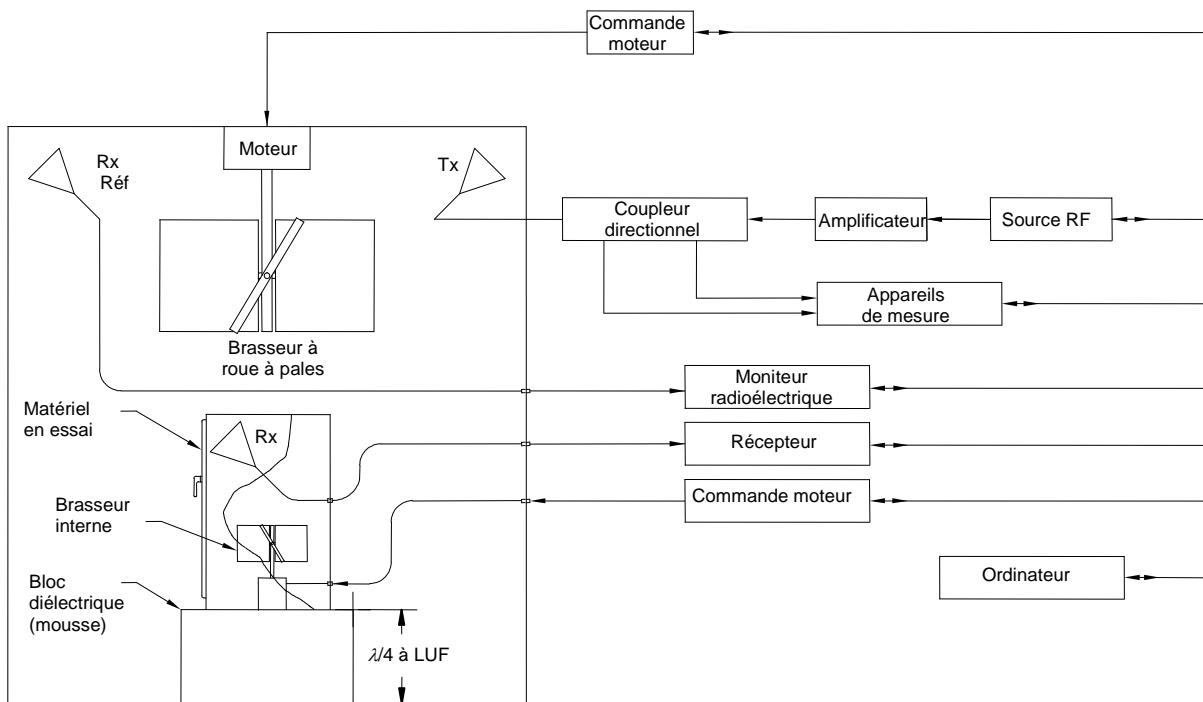 Commande
moteur
Moteur
Rx
Réf
Tx
Coupleur
directionnel
Amplificateur
Source RF
Appareils
de mesure
Brasseur à
roue à pales
Moniteur
radioélectrique
Matériel
en essai
Rx
Récepteur
Commande moteur
Brasseur
interne
Bloc
diélectrique
(mousse)
Ordinateur
λ/4 à LUF